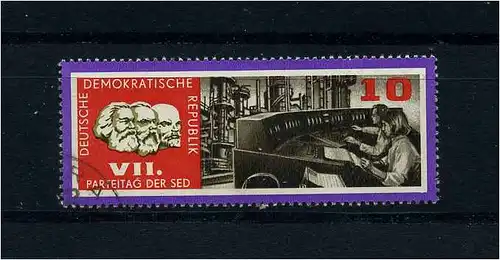 DEUTSCHE
DEMOKRATISCHE
REPUBLIK
VII.
PARTEITAG DER SED
10